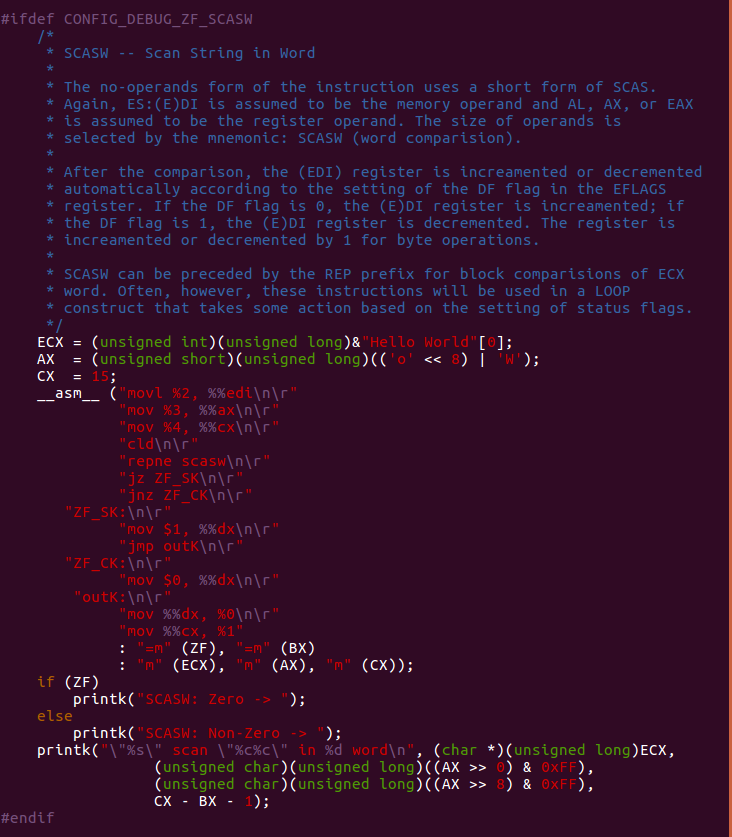 #ifdef CONFIG_DEBUG_ZF_SCASW
    /*
     * SCASW -- Scan String in Word
     *
     * The no-operands form of the instruction uses a short form of SCAS.
     * Again, ES:(E)DI is assumed to be the memory operand and AL, AX, or EAX
     * is assumed to be the register operand. The size of operands is
     * selected by the mnemonic: SCASW (word comparision).
     *
     * After the comparison, the (EDI) register is increamented or decremented
     * automatically according to the setting of the DF flag in the EFLAGS
     * register. If the DF flag is 0, the (E)DI register is increamented; if
     * the DF flag is 1, the (E)DI register is decremented. The register is
     * increamented or decremented by 1 for byte operations.
     *
     * SCASW can be preceded by the REP prefix for block comparisions of ECX
     * word. Often, however, these instructions will be used in a LOOP
     * construct that takes some action based on the setting of status flags.
     */
    ECX = (unsigned int)(unsigned long)&"Hello World"[0];
    AX  = (unsigned short)(unsigned long)(('o' << 8) | 'W');
    CX  = 15;
    __asm__ ("movl %2, %%edi\n\r"
             "mov %3, %%ax\n\r"
             "mov %4, %%cx\n\r"
             "cld\n\r"
             "repne scasw\n\r"
             "jz ZF_SK\n\r"
             "jnz ZF_CK\n\r"
       "ZF_SK:\n\r"
             "mov $1, %%dx\n\r"
             "jmp outK\n\r"
       "ZF_CK:\n\r"
             "mov $0, %%dx\n\r"
        "outK:\n\r"
             "mov %%dx, %0\n\r"
             "mov %%cx, %1"
             : "=m" (ZF), "=m" (BX)
             : "m" (ECX), "m" (AX), "m" (CX));
    if (ZF)
        printk("SCASW: Zero -> ");
    else
        printk("SCASW: Non-Zero -> ");
    printk("\"%s\" scan \"%c%c\" in %d word\n", (char *)(unsigned long)ECX,
                 (unsigned char)(unsigned long)((AX >> 0) & 0xFF),
                 (unsigned char)(unsigned long)((AX >> 8) & 0xFF),
                 CX - BX - 1);
#endif